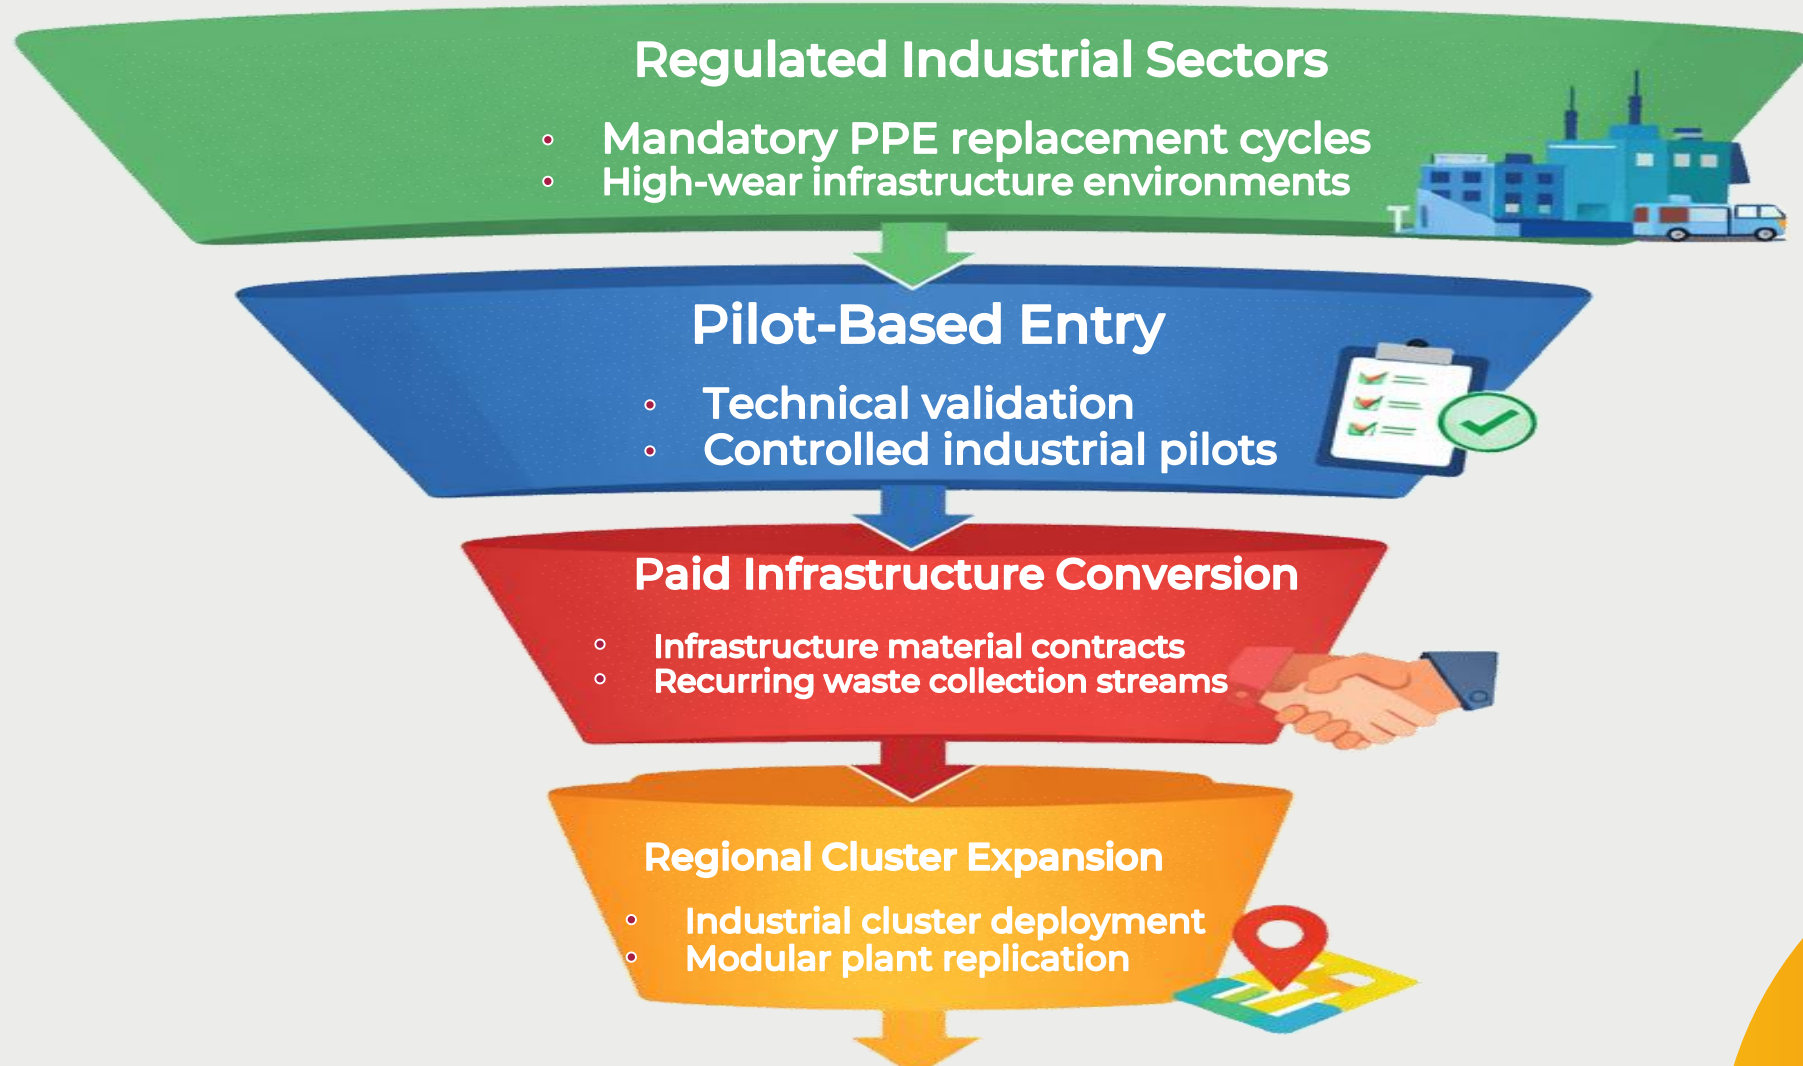 Regulated Industrial Sectors
• Mandatory PPE replacement cycles
• High-wear infrastructure environments
Pilot-Based Entry
• Technical validation
• Controlled industrial pilots
Paid Infrastructure Conversion
○ Infrastructure material contracts
○ Recurring waste collection streams
Regional Cluster Expansion
• Industrial cluster deployment
• Modular plant replication